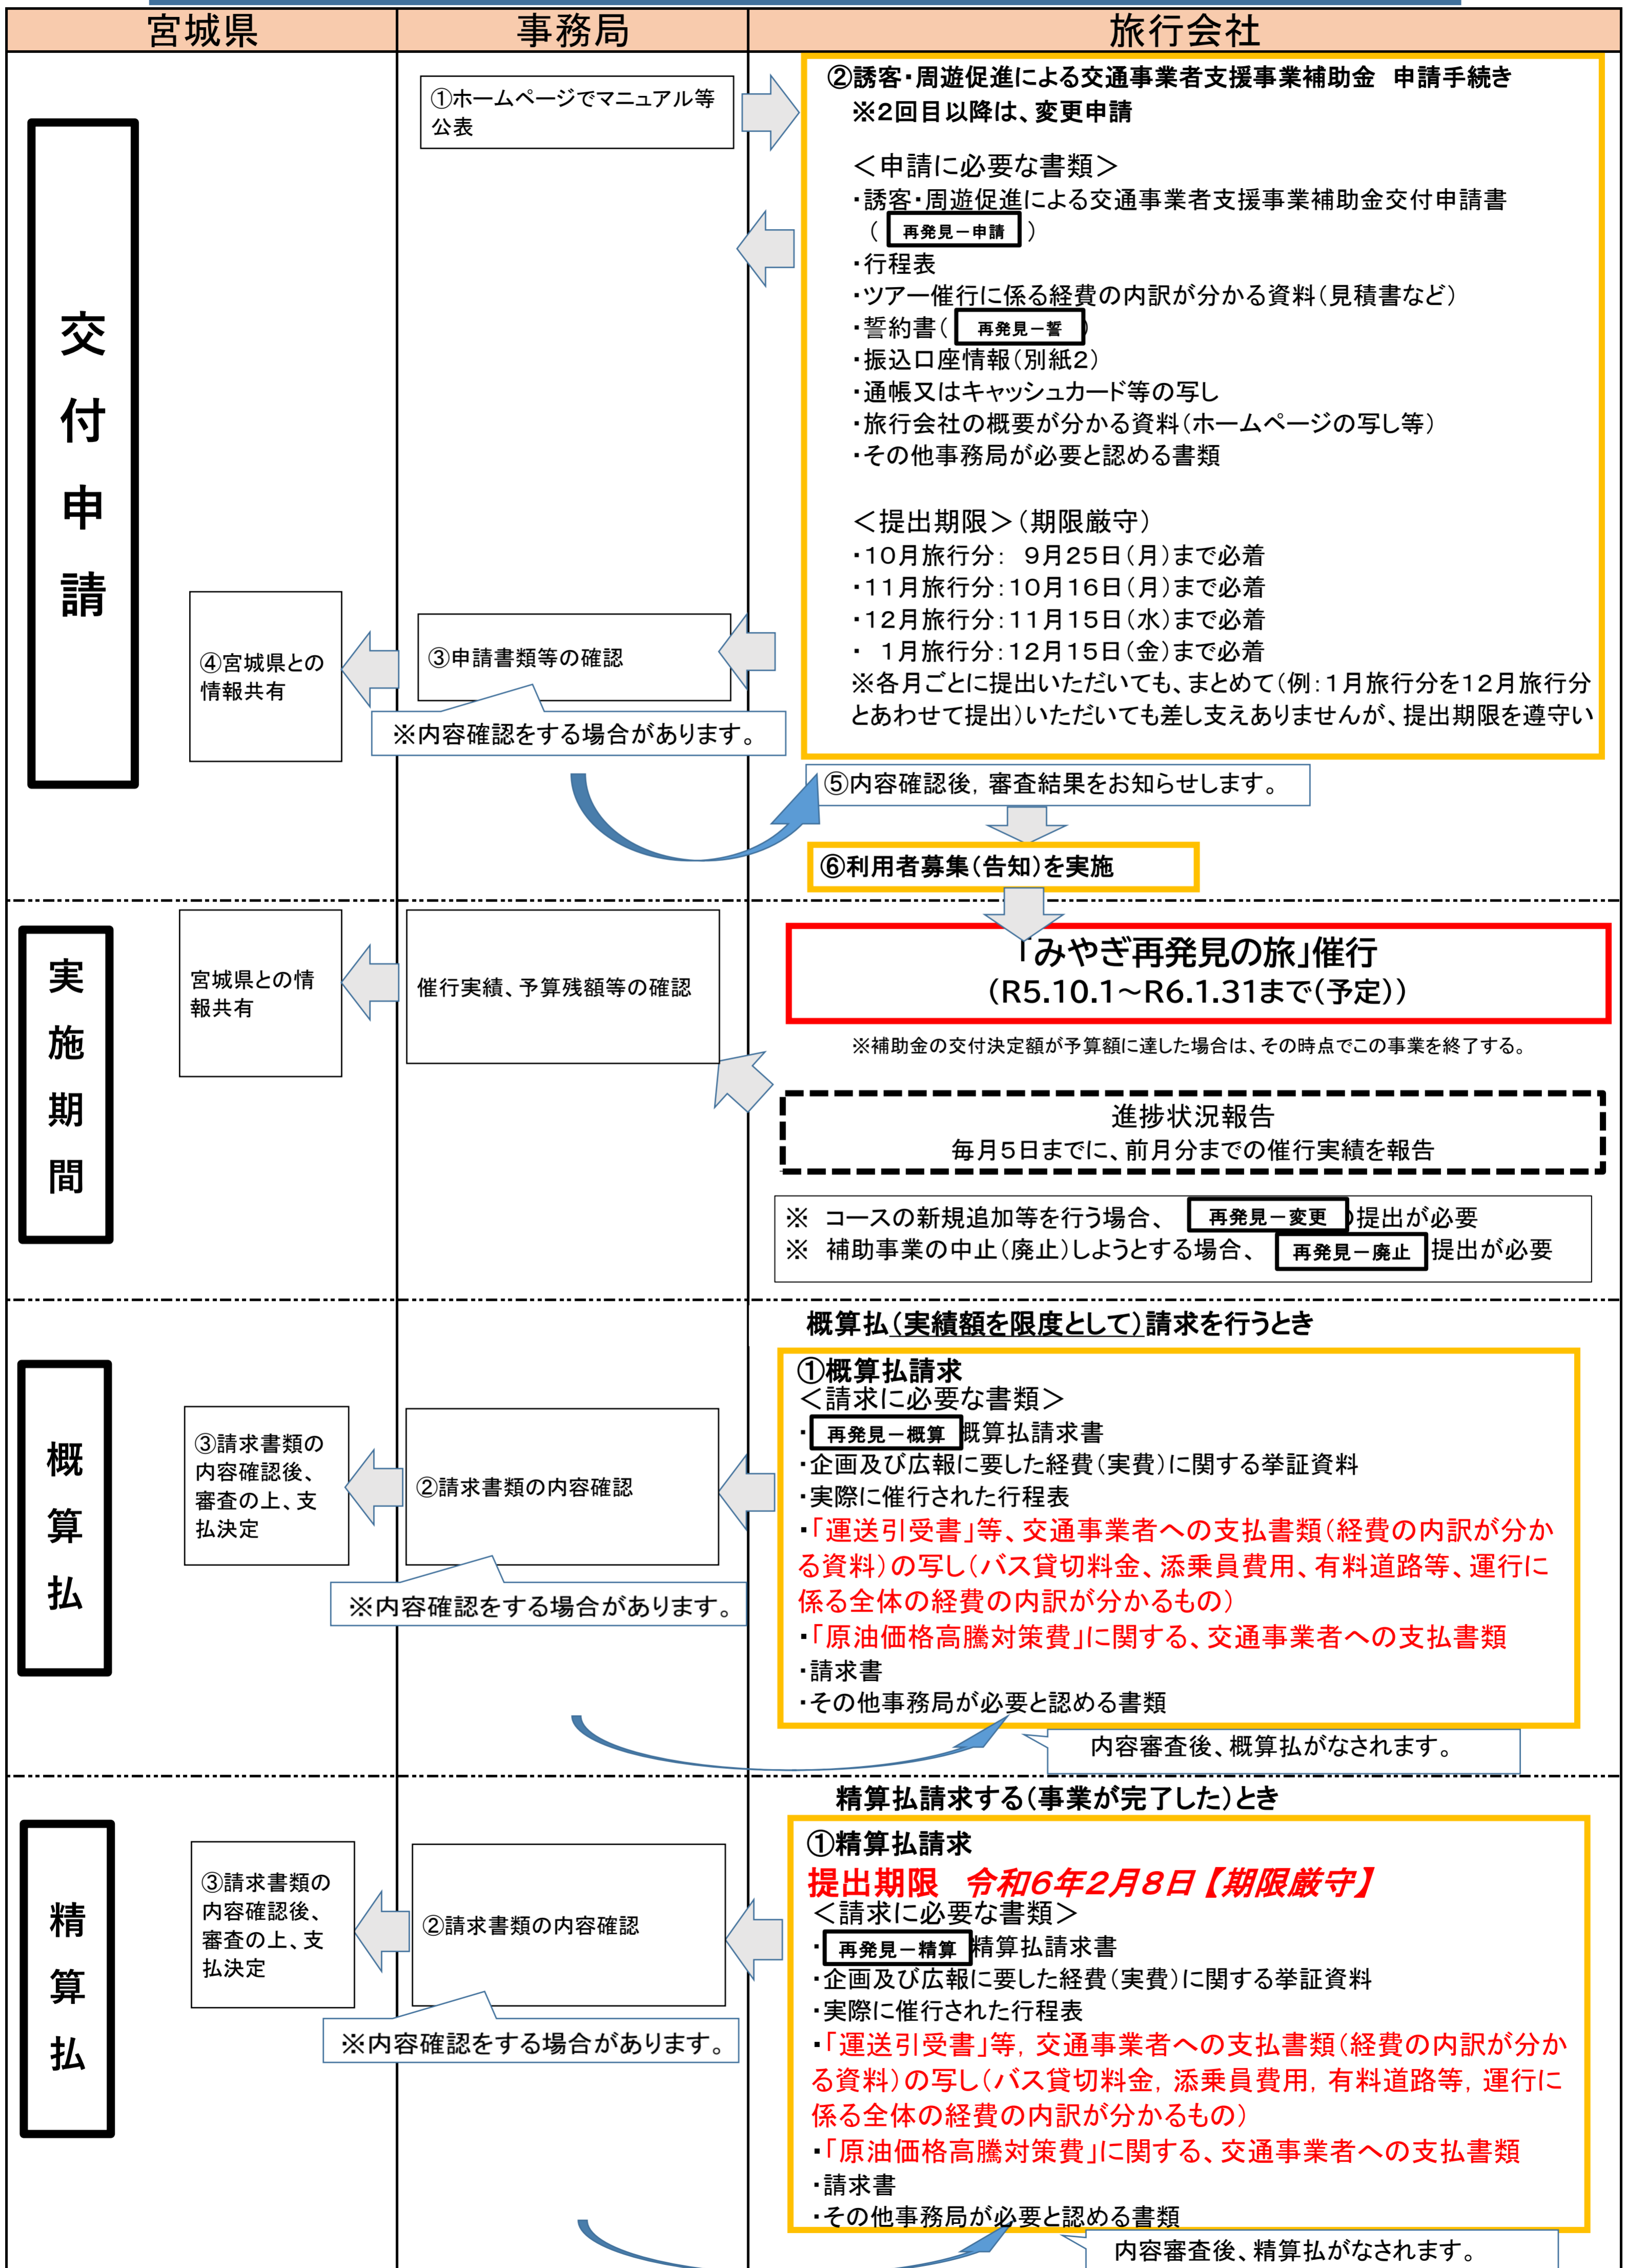 宮城県
事務局
旅行会社
交付申請
①ホームページでマニュアル等
公表
②誘客・周遊促進による交通事業者支援事業補助金　申請手続き
※2回目以降は、変更申請
＜申請に必要な書類＞
・誘客・周遊促進による交通事業者支援事業補助金交付申請書
（ 再発見－申請 ）
・行程表
・ツアー催行に係る経費の内訳が分かる資料（見積書など）
・誓約書（ 再発見－誓 ）
・振込口座情報（別紙2）
・通帳又はキャッシュカード等の写し
・旅行会社の概要が分かる資料（ホームページの写し等）
・その他事務局が必要と認める書類
＜提出期限＞（期限厳守）
・10月旅行分：　9月25日（月）まで必着
・11月旅行分：10月16日（月）まで必着
・12月旅行分：11月15日（水）まで必着
・ 1月旅行分：12月15日（金）まで必着
※各月ごとに提出いただいても、まとめて（例：1月旅行分を12月旅行分
とあわせて提出）いただいても差し支えありませんが、提出期限を遵守い
③申請書類等の確認
※内容確認をする場合があります。
④宮城県との
情報共有
⑤内容確認後，審査結果をお知らせします。
⑥利用者募集（告知）を実施
実施期間
宮城県との情
報共有
催行実績、予算残額等の確認
「みやぎ再発見の旅」催行
（R5.10.1～R6.1.31まで（予定））
※補助金の交付決定額が予算額に達した場合は、その時点でこの事業を終了する。
進捗状況報告
毎月5日までに、前月分までの催行実績を報告
※　コースの新規追加等を行う場合、 再発見－変更 提出が必要
※　補助事業の中止（廃止）しようとする場合、 再発見－廃止 提出が必要
概算払
概算払（実績額を限度として）請求を行うとき
①概算払請求
＜請求に必要な書類＞
・ 再発見－概算 概算払請求書
・企画及び広報に要した経費（実費）に関する挙証資料
・実際に催行された行程表
・「運送引受書」等、交通事業者への支払書類（経費の内訳が分か
る資料）の写し（バス貸切料金、添乗員費用、有料道路等、運行に
係る全体の経費の内訳が分かるもの）
・「原油価格高騰対策費」に関する、交通事業者への支払書類
・請求書
・その他事務局が必要と認める書類
②請求書類の内容確認
※内容確認をする場合があります。
③請求書類の
内容確認後、
審査の上、支
払決定
内容審査後、概算払がなされます。
精算払
精算払請求する（事業が完了した）とき
①精算払請求
提出期限　令和6年2月8日【期限厳守】
＜請求に必要な書類＞
・ 再発見－精算 精算払請求書
・企画及び広報に要した経費（実費）に関する挙証資料
・実際に催行された行程表
・「運送引受書」等，交通事業者への支払書類（経費の内訳が分か
る資料）の写し（バス貸切料金，添乗員費用，有料道路等，運行に
係る全体の経費の内訳が分かるもの）
・「原油価格高騰対策費」に関する、交通事業者への支払書類
・請求書
・その他事務局が必要と認める書類
②請求書類の内容確認
※内容確認をする場合があります。
③請求書類の
内容確認後、
審査の上、支
払決定
内容審査後、精算払がなされます。